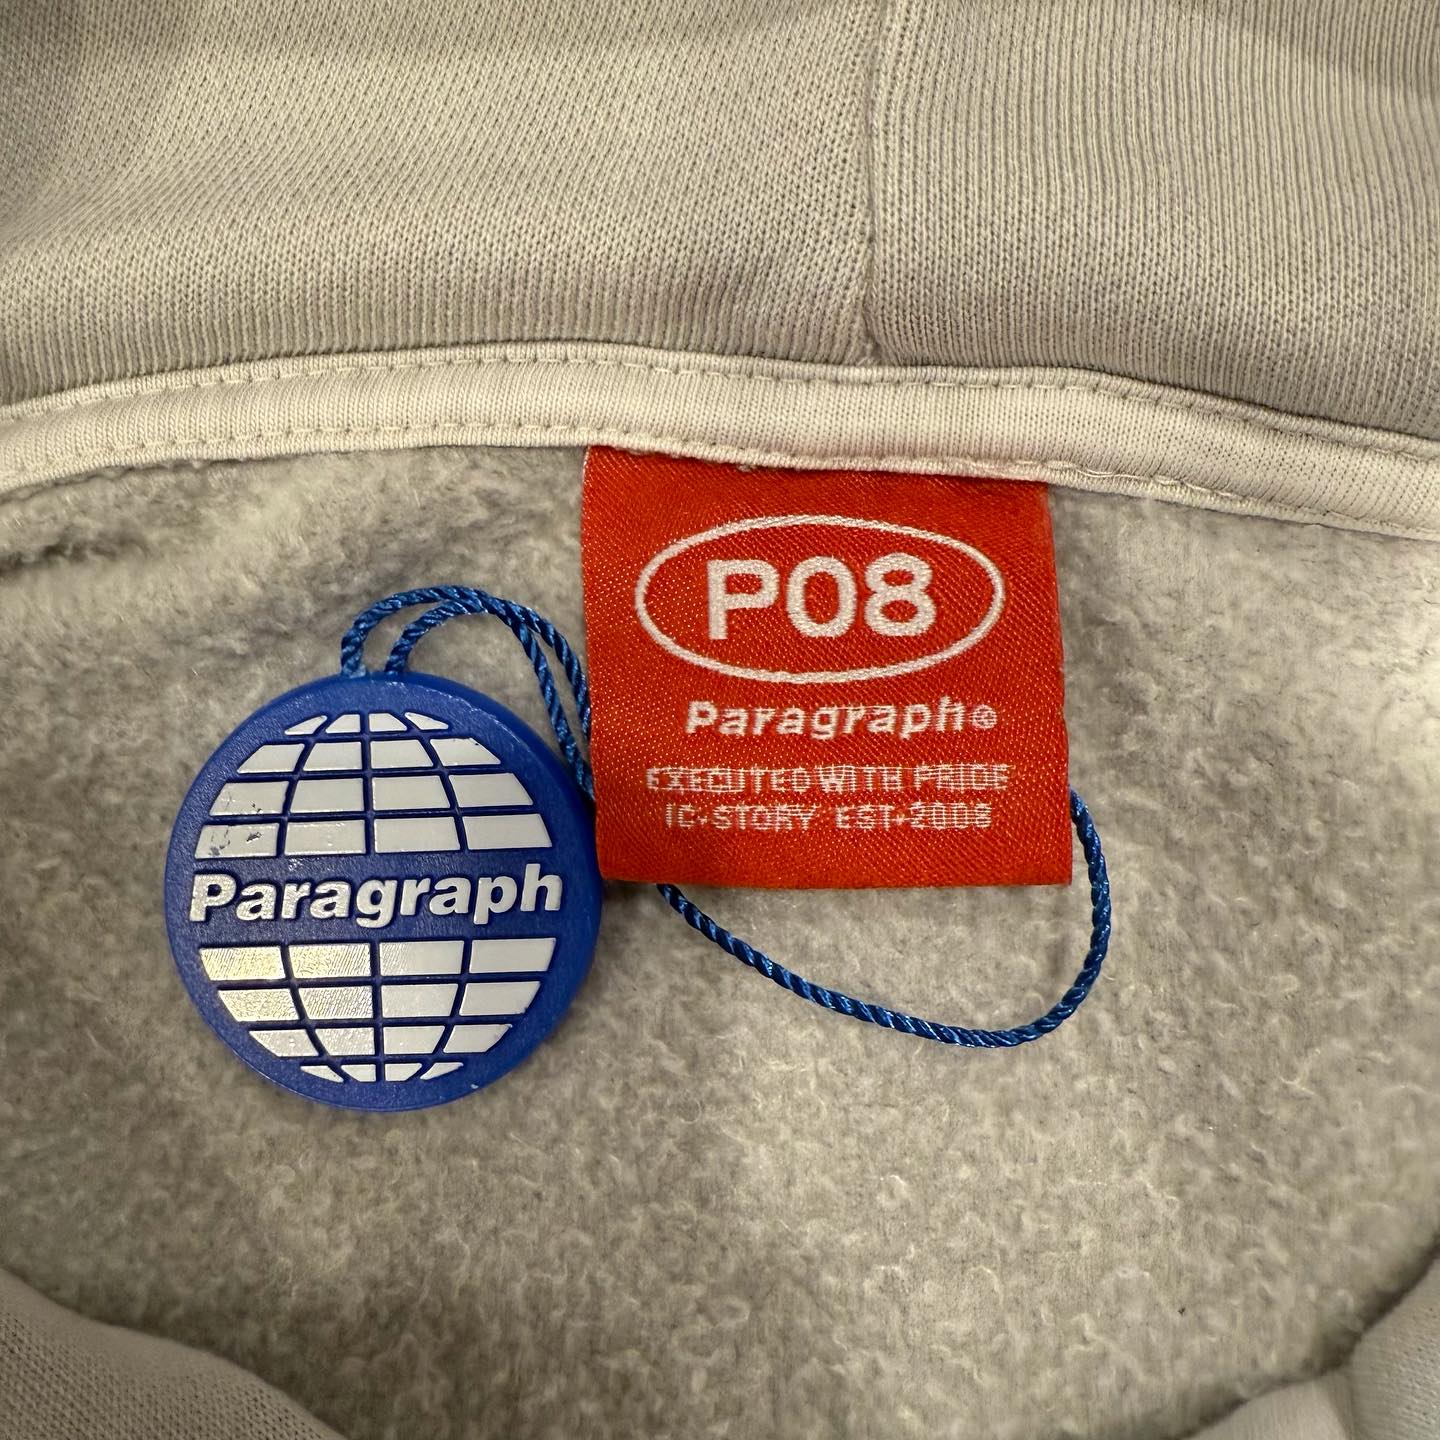 P08
Paragraph®
EXECUTED WITH PRIDE
IC•STORY EST•2008
Paragraph